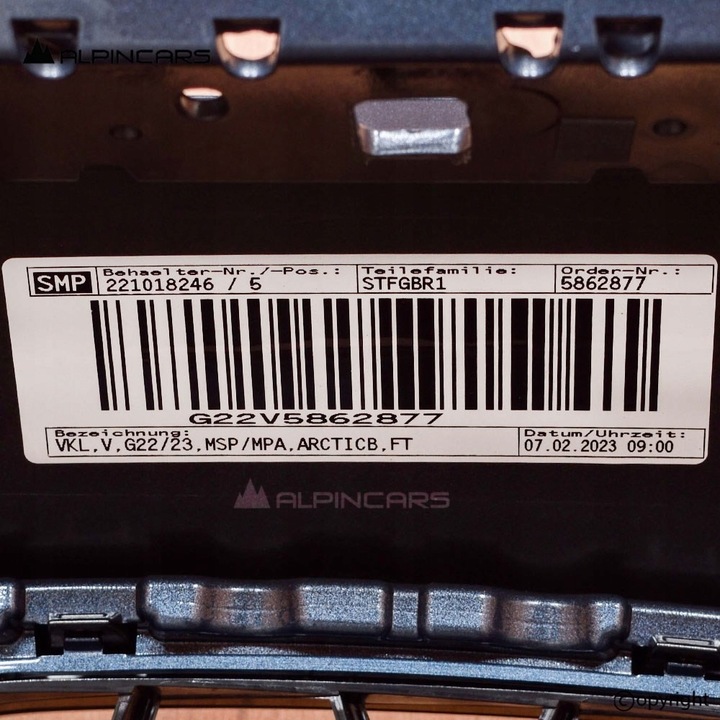 ALPINCARS
SMP
Behaelter-Nr./-Pos.:
221018246 / 5
Teilefamilie:
STFGBR1
Order-Nr.:
5862877
G22V5862877
Bezeichnung:
VKL,V,G22/23,MSP/MPA,ARCTICB,FT
Datum/Uhrzeit:
07.02.2023 09:00
ALPINCARS
©opyright